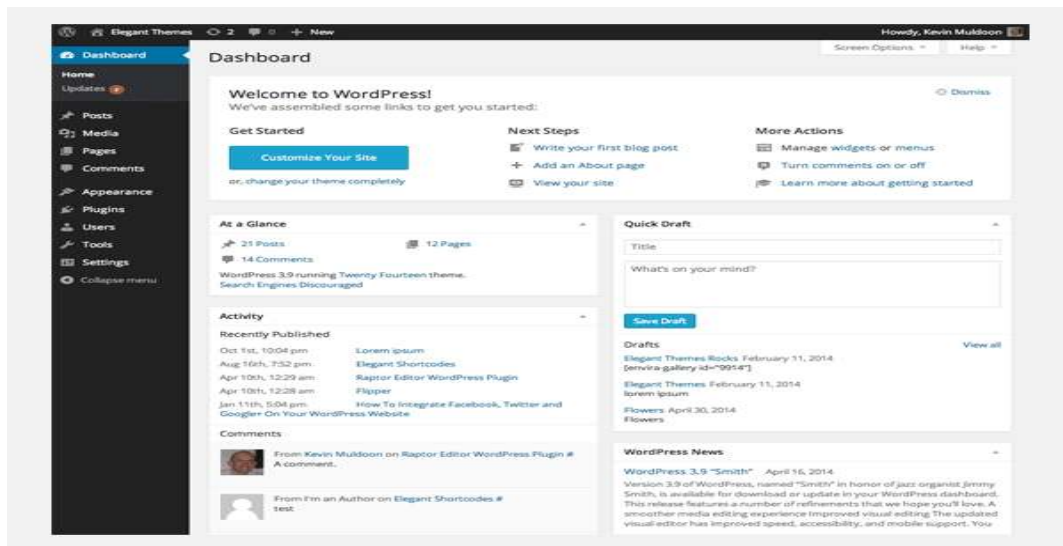 Elegant Themes 2 0 + New
Howdy, Kevin Muldoon
Screen Options Help
Dashboard
Home
Updates
Posts
Media
Pages
Comments
Appearance
Plugins
Users
Tools
Settings
Collapse menu
Dashboard
Welcome to WordPress!
We've assembled some links to get you started:
Dismiss
Get Started
Customize Your Site
or, change your theme completely
Next Steps
Write your first blog post
Add an About page
View your site
More Actions
Manage widgets or menus
Turn comments on or off
Learn more about getting started
At a Glance
21 Posts 12 Pages
14 Comments
WordPress 3.9 running Twenty Fourteen theme.
Search Engines Discouraged
Activity
Recently Published
Oct 1st, 10:04 pm Lorem ipsum
Aug 16th, 7:52 pm Elegant Shortcodes
Apr 10th, 12:29 am Raptor Editor WordPress Plugin
Apr 10th, 12:28 am Flipper
Jan 11th, 5:04 pm How To Integrate Facebook, Twitter and
Google+ On Your WordPress Website
Comments
From Kevin Muldoon on Raptor Editor WordPress Plugin #
A comment.
From I'm an Author on Elegant Shortcodes #
test
Quick Draft
Title
What's on your mind?
Save Draft
Drafts View all
Elegant Themes Rocks February 11, 2014
[envira-gallery id="9914"]
Elegant Themes February 11, 2014
lorem ipsum
Flowers April 30, 2014
Flowers
WordPress News
WordPress 3.9 "Smith" April 16, 2014
Version 3.9 of WordPress, named "Smith" in honor of jazz organist Jimmy
Smith, is available for download or update in your WordPress dashboard.
This release features a number of refinements that we hope you'll love. A
smoother media editing experience Improved visual editing The updated
visual editor has improved speed, accessibility, and mobile support. You